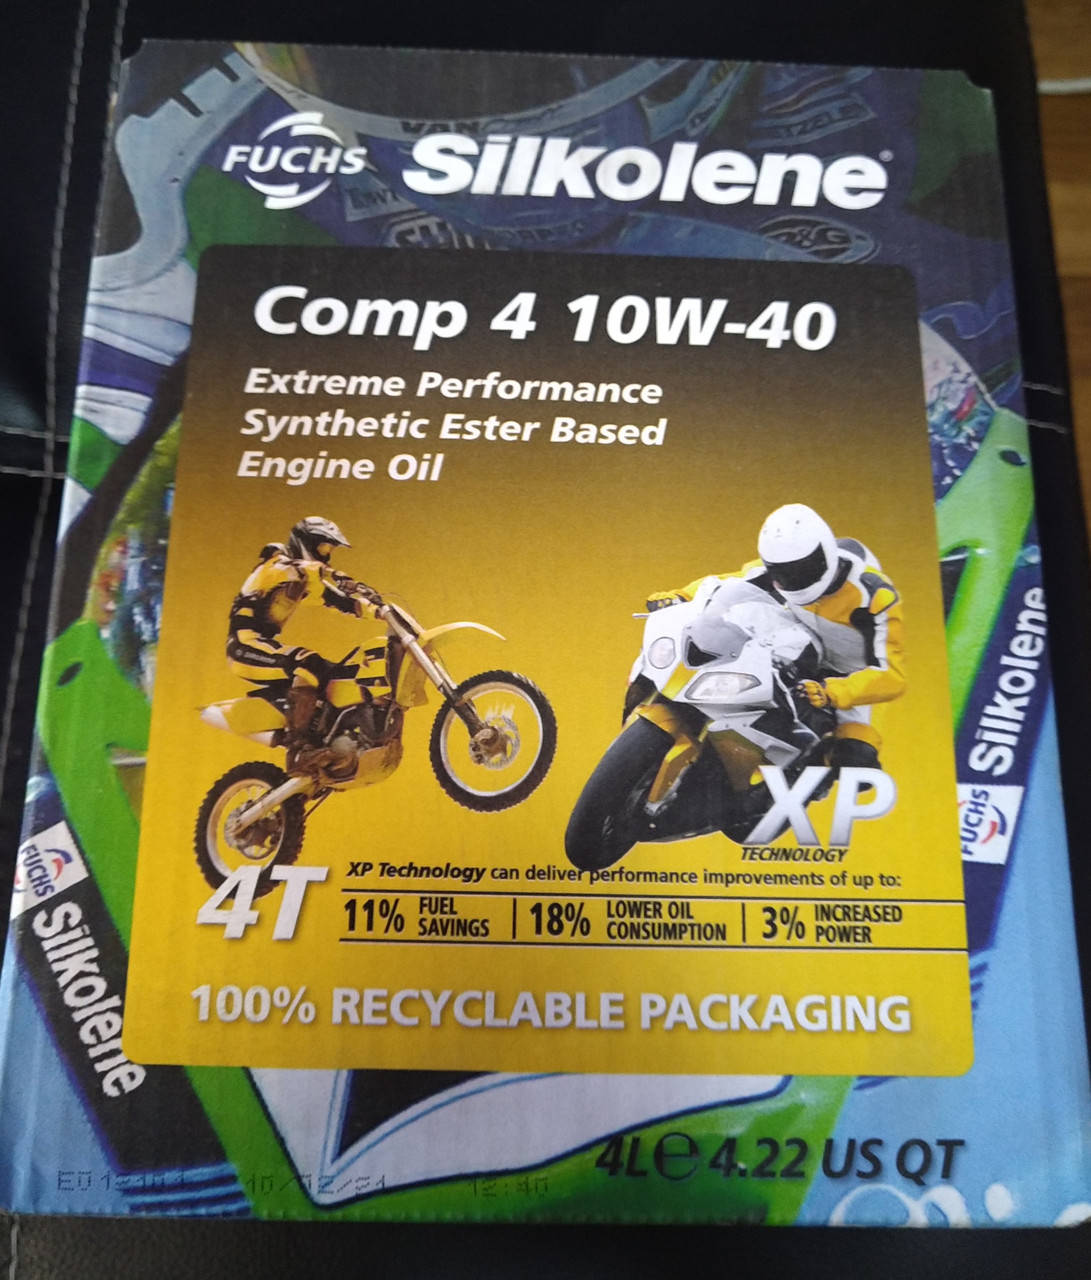 FUCHS Silkolene®
Comp 4 10W-40
Extreme Performance
Synthetic Ester Based
Engine Oil
XP
TECHNOLOGY
4T
XP Technology can deliver performance improvements of up to:
11% FUEL SAVINGS | 18% LOWER OIL CONSUMPTION | 3% INCREASED POWER
100% RECYCLABLE PACKAGING
FUCHS Silkolene
FUCHS Silkolene
4L℮4.22 US QT
12:40